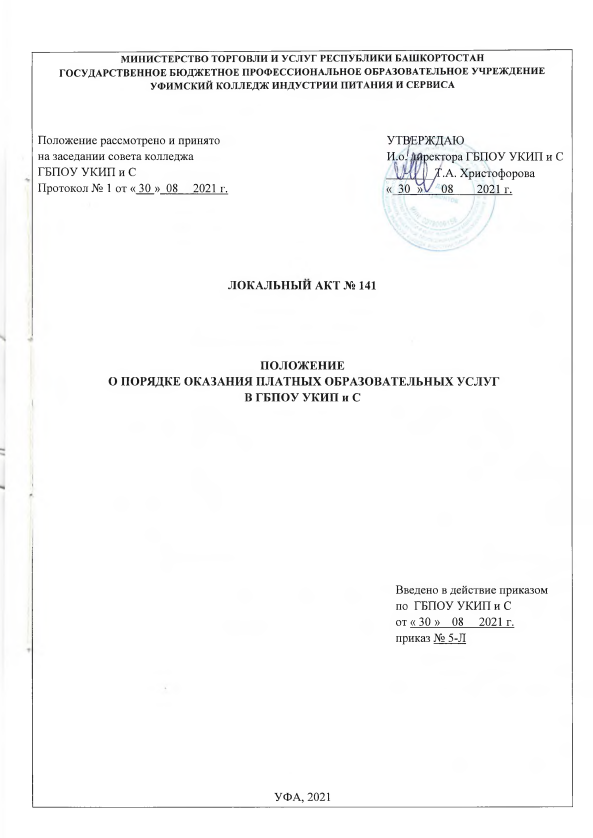 МИНИСТЕРСТВО ТОРГОВЛИ И УСЛУГ РЕСПУБЛИКИ БАШКОРТОСТАН
ГОСУДАРСТВЕННОЕ БЮДЖЕТНОЕ ПРОФЕССИОНАЛЬНОЕ ОБРАЗОВАТЕЛЬНОЕ УЧРЕЖДЕНИЕ
УФИМСКИЙ КОЛЛЕДЖ ИНДУСТРИИ ПИТАНИЯ И СЕРВИСА
Положение рассмотрено и принято
на заседании совета колледжа
ГБПОУ УКИП и С
Протокол № 1 от « 30 » 08 2021 г.
УТВЕРЖДАЮ
И.о. директора ГБПОУ УКИП и С
Т.А. Христофорова
« 30 » 08 2021 г.
ЛОКАЛЬНЫЙ АКТ № 141
ПОЛОЖЕНИЕ
О ПОРЯДКЕ ОКАЗАНИЯ ПЛАТНЫХ ОБРАЗОВАТЕЛЬНЫХ УСЛУГ
В ГБПОУ УКИП и С
Введено в действие приказом
по ГБПОУ УКИП и С
от « 30 » 08 2021 г.
приказ № 5-Л
УФА, 2021